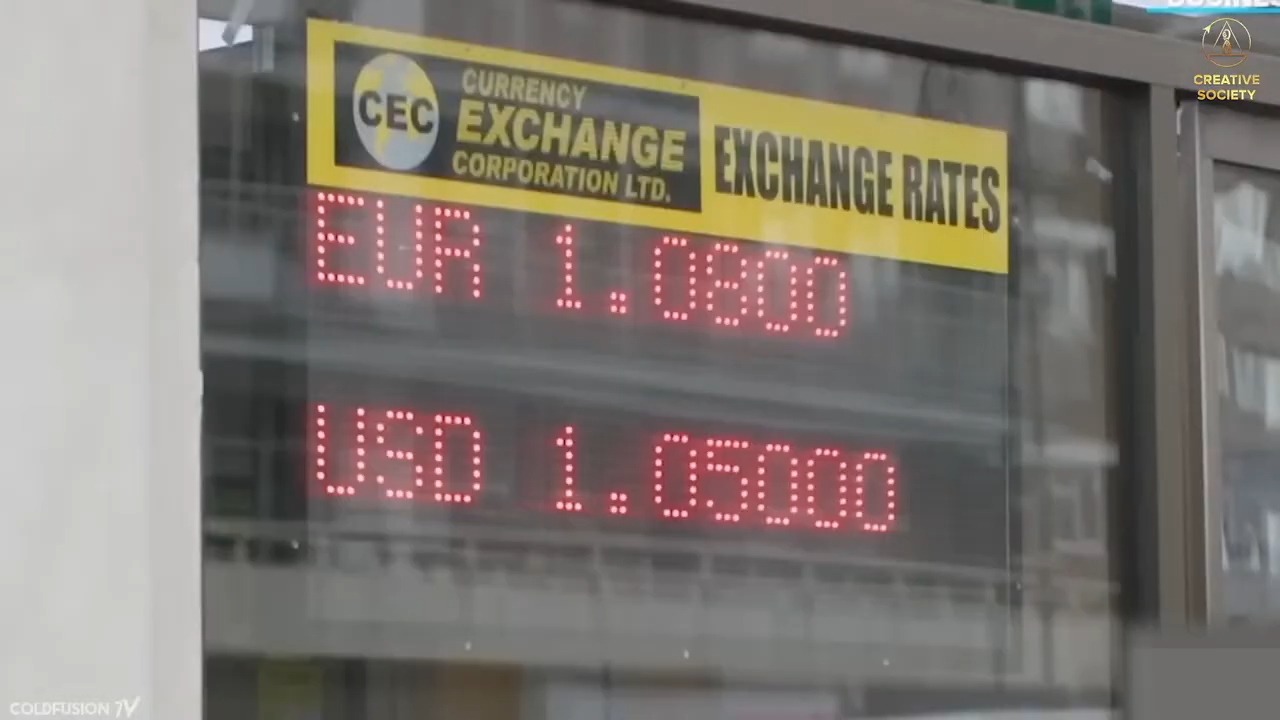 CREATIVE
SOCIETY
CEC
CURRENCY
EXCHANGE
CORPORATION LTD.
EXCHANGE RATES
EUR 1.0800
USD 1.05000
COLDFUSION TV